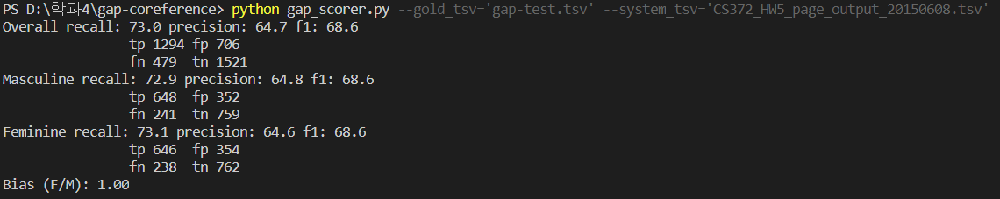 PS D:\학과4\gap-coreference> python gap_scorer.py --gold_tsv='gap-test.tsv' --system_tsv='CS372_HW5_page_output_20150608.tsv'
Overall recall: 73.0 precision: 64.7 f1: 68.6
tp 1294 fp 706
fn 479 tn 1521
Masculine recall: 72.9 precision: 64.8 f1: 68.6
tp 648 fp 352
fn 241 tn 759
Feminine recall: 73.1 precision: 64.6 f1: 68.6
tp 646 fp 354
fn 238 tn 762
Bias (F/M): 1.00